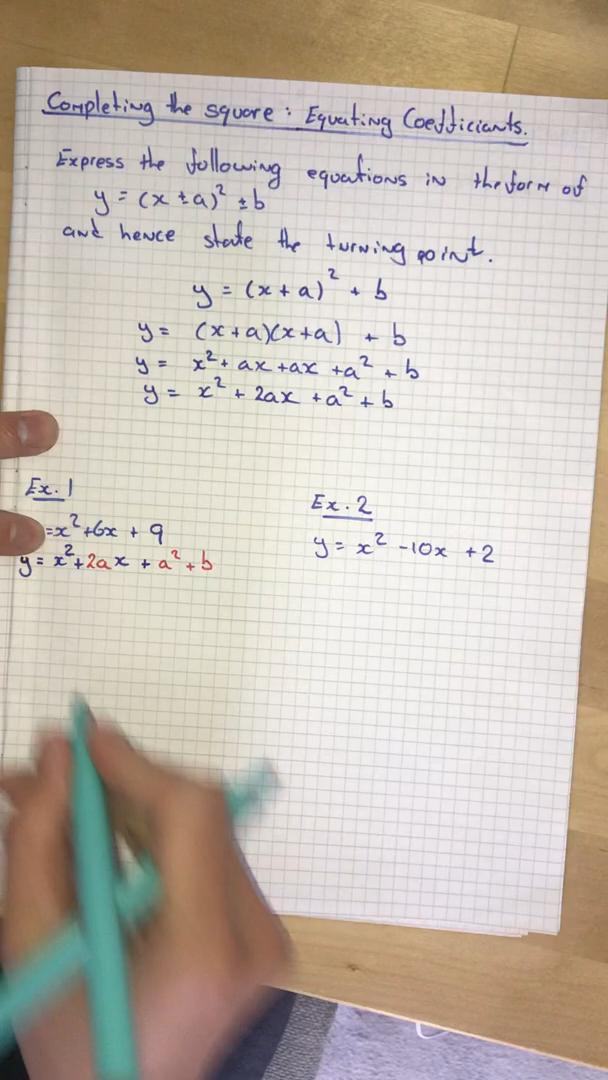 Completing the square : Equating Coefficiants.
Express the following equations in the form of
y = (x ± a)² ± b
and hence state the turning point.
y = (x + a)² + b
y = (x+a)(x+a) + b
y = x² + ax + ax + a² + b
y = x² + 2ax + a² + b
Ex. 1
=x²+6x + 9
y = x²+2ax + a² + b
Ex. 2
y = x² -10x +2